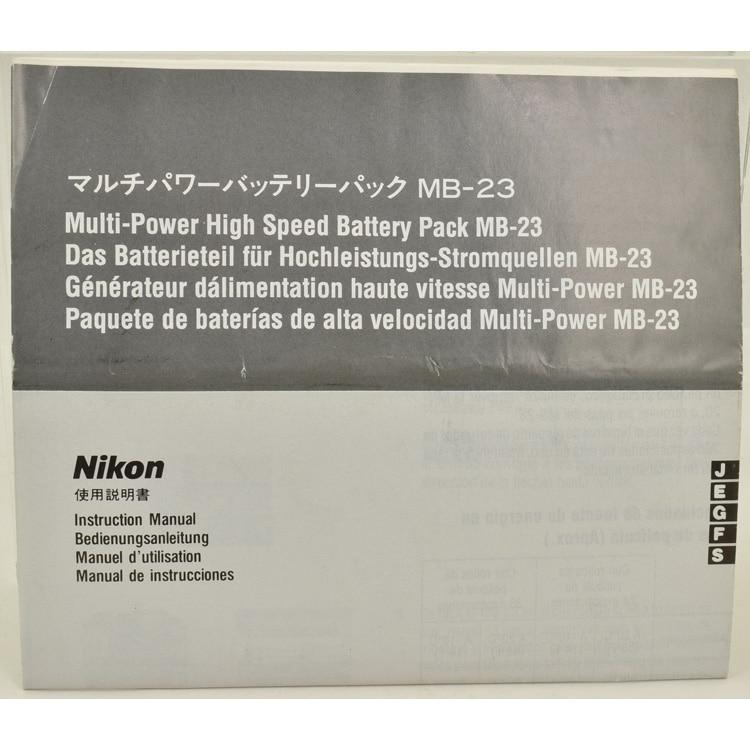 マルチパワーバッテリーパック MB-23
Multi-Power High Speed Battery Pack MB-23
Das Batterieteil für Hochleistungs-Stromquellen MB-23
Générateur dálimentation haute vitesse Multi-Power MB-23
Paquete de baterías de alta velocidad Multi-Power MB-23
Nikon
使用説明書
Instruction Manual
Bedienungsanleitung
Manuel d'utilisation
Manual de instrucciones
J
E
G
F
S